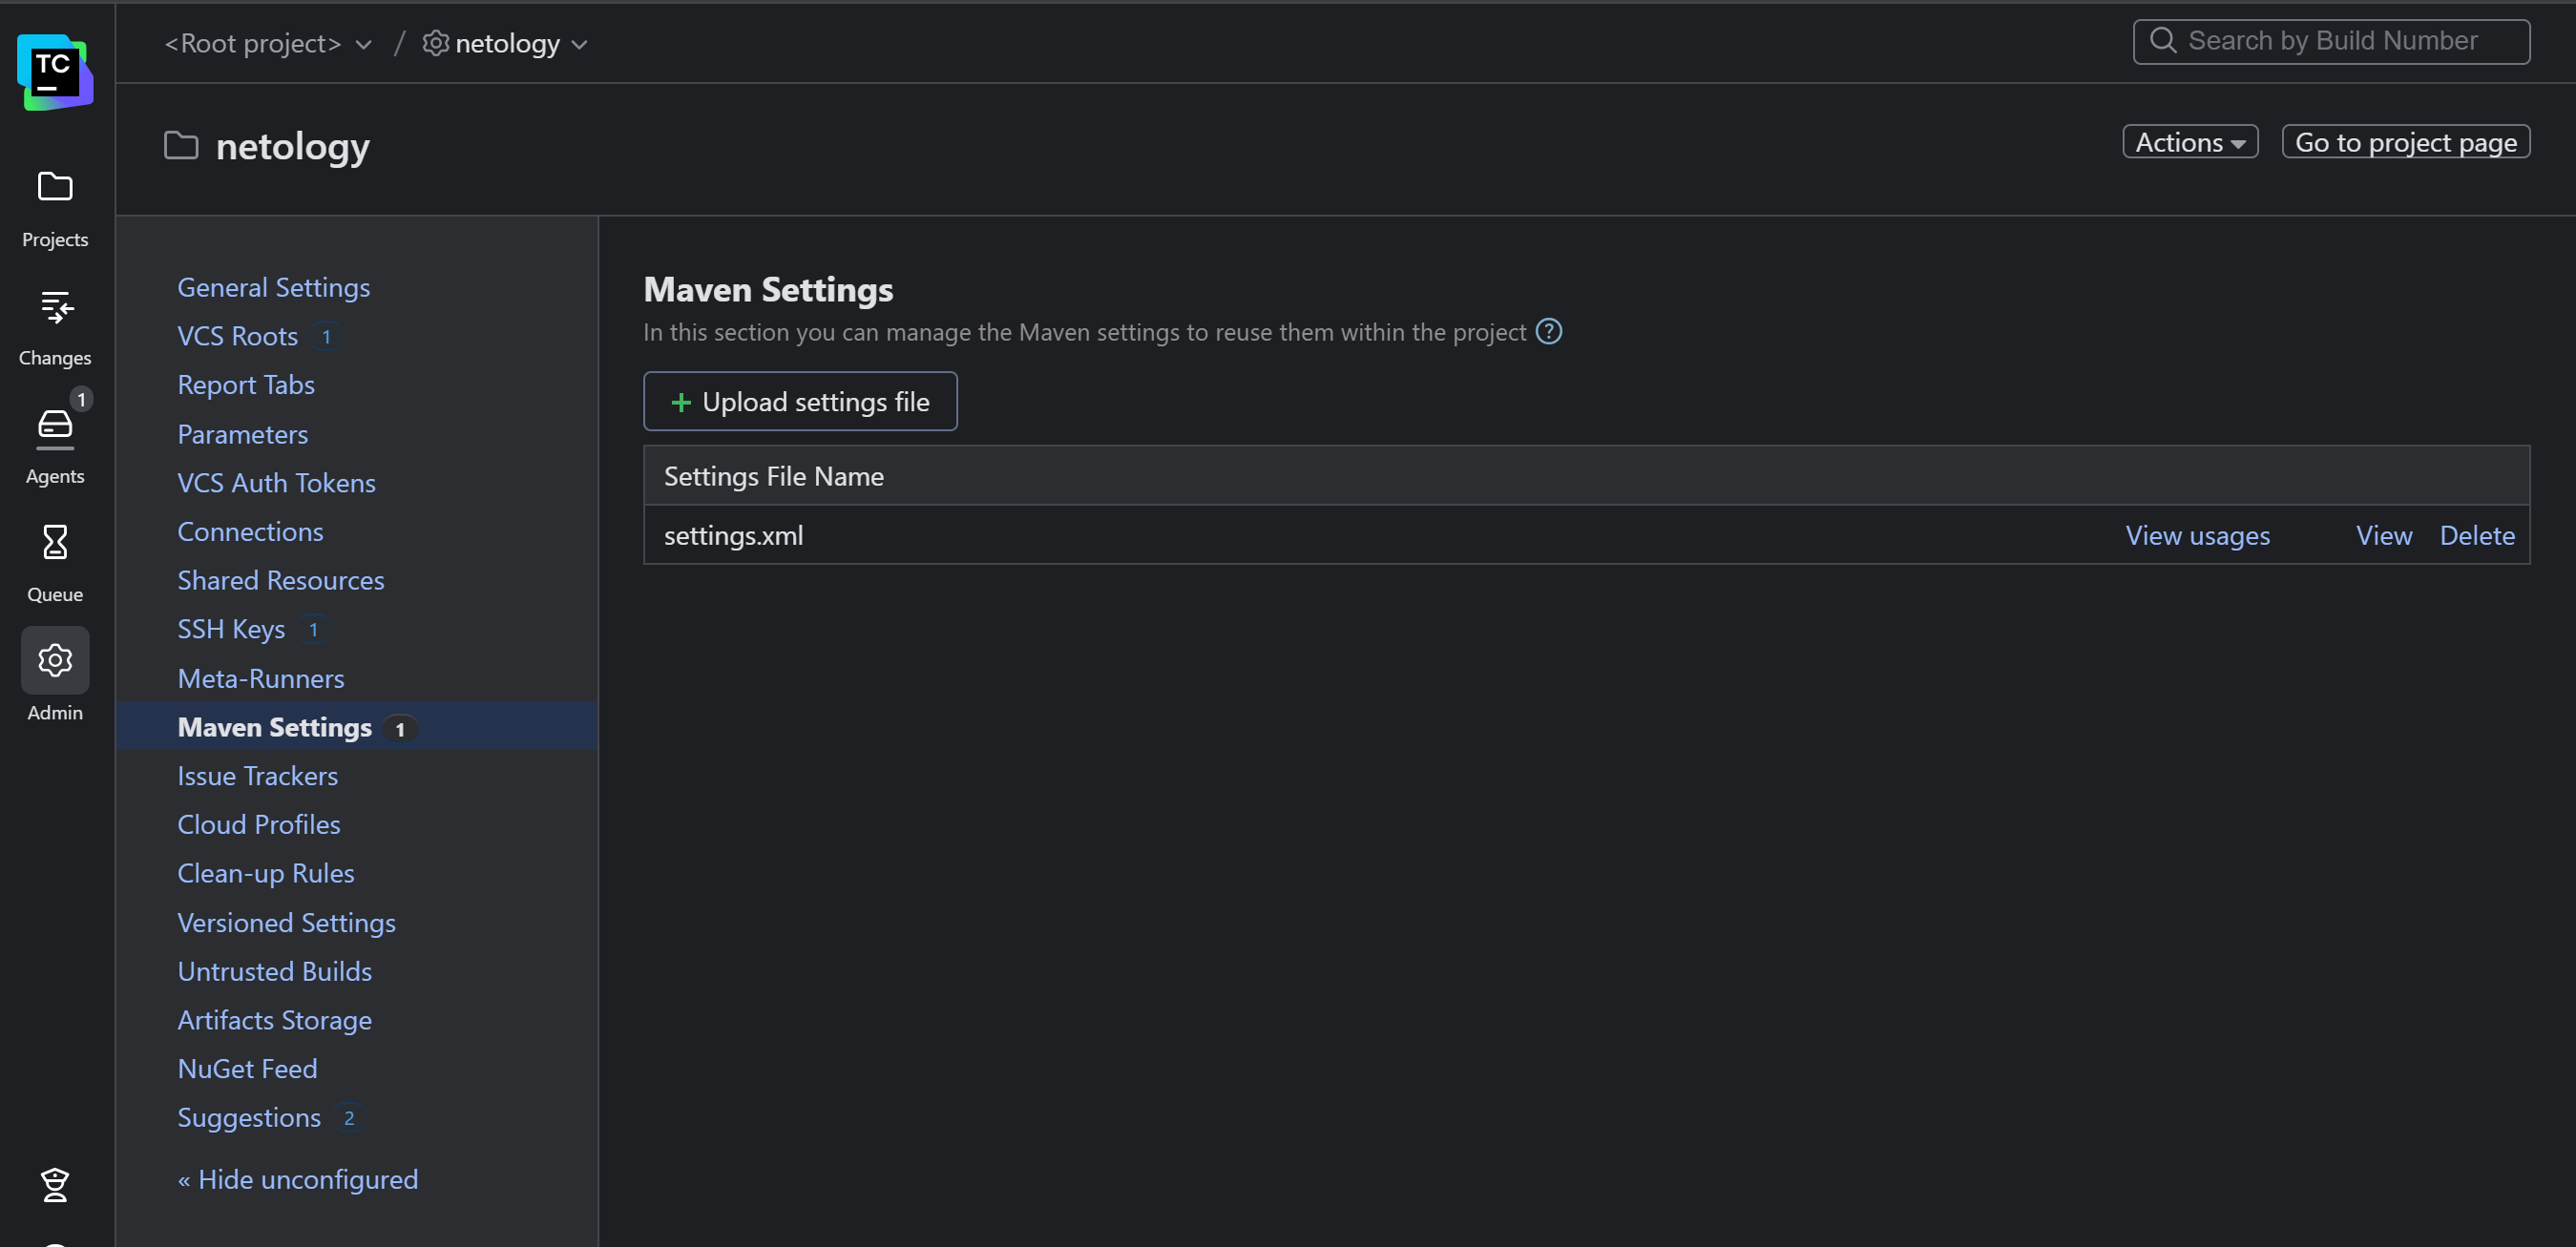 TC
<Root project> / netology
Search by Build Number
netology
Actions
Go to project page
Projects
Changes
1
Agents
Queue
Admin
General Settings
VCS Roots 1
Report Tabs
Parameters
VCS Auth Tokens
Connections
Shared Resources
SSH Keys 1
Meta-Runners
Maven Settings 1
Issue Trackers
Cloud Profiles
Clean-up Rules
Versioned Settings
Untrusted Builds
Artifacts Storage
NuGet Feed
Suggestions 2
« Hide unconfigured
Maven Settings
In this section you can manage the Maven settings to reuse them within the project ?
+ Upload settings file
Settings File Name
settings.xml View usages View Delete